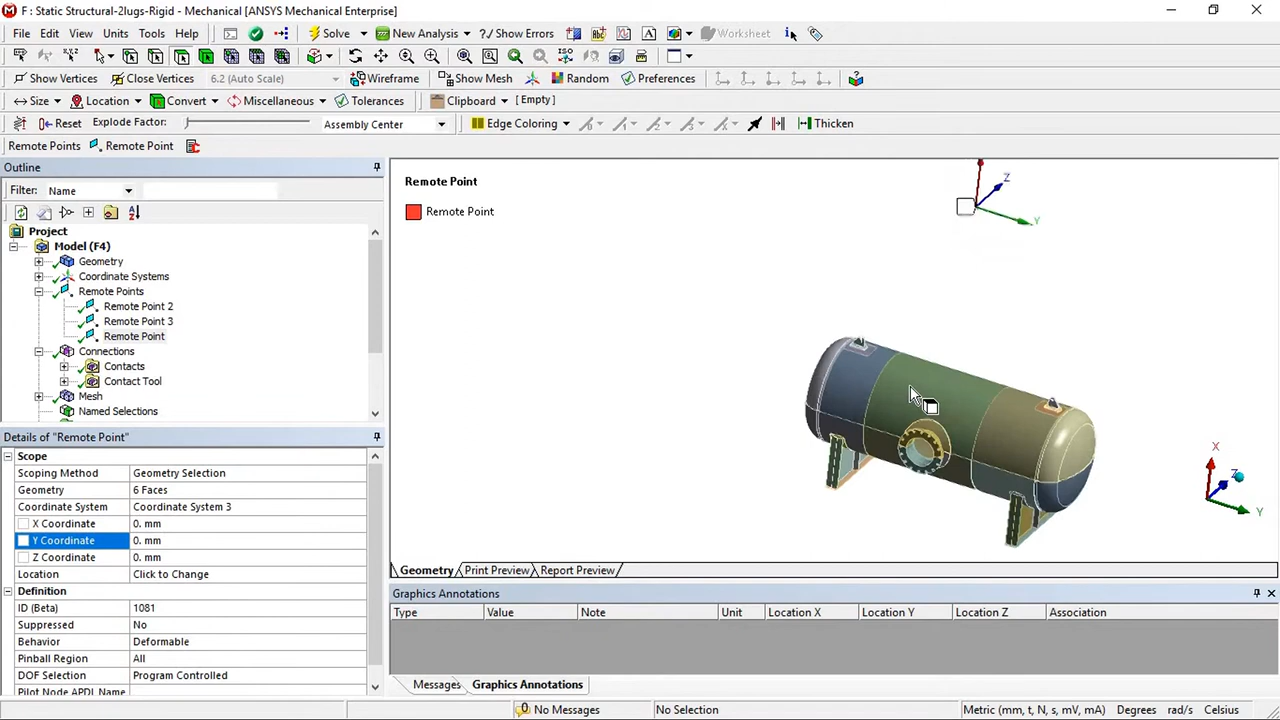 F : Static Structural-2lugs-Rigid - Mechanical [ANSYS Mechanical Enterprise]
File Edit View Units Tools Help Solve New Analysis ?/ Show Errors Worksheet
Show Vertices Close Vertices 6.2 (Auto Scale) Wireframe Show Mesh Random Preferences
Size Location Convert Miscellaneous Tolerances Clipboard [ Empty ]
Reset Explode Factor: Assembly Center Edge Coloring Thicken
Remote Points Remote Point
Outline
Filter: Name
Project
Model (F4)
Geometry
Coordinate Systems
Remote Points
Remote Point 2
Remote Point 3
Remote Point
Connections
Contacts
Contact Tool
Mesh
Named Selections
Details of "Remote Point"
Scope
Scoping Method Geometry Selection
Geometry 6 Faces
Coordinate System Coordinate System 3
X Coordinate 0. mm
Y Coordinate 0. mm
Z Coordinate 0. mm
Location Click to Change
Definition
ID (Beta) 1081
Suppressed No
Behavior Deformable
Pinball Region All
DOF Selection Program Controlled
Pilot Node APDL Name
Remote Point
Remote Point
Z
Y
X
Z
Y
Geometry Print Preview Report Preview
Graphics Annotations
Type Value Note Unit Location X Location Y Location Z Association
Messages Graphics Annotations
0 No Messages No Selection Metric (mm, t, N, s, mV, mA) Degrees rad/s Celsius